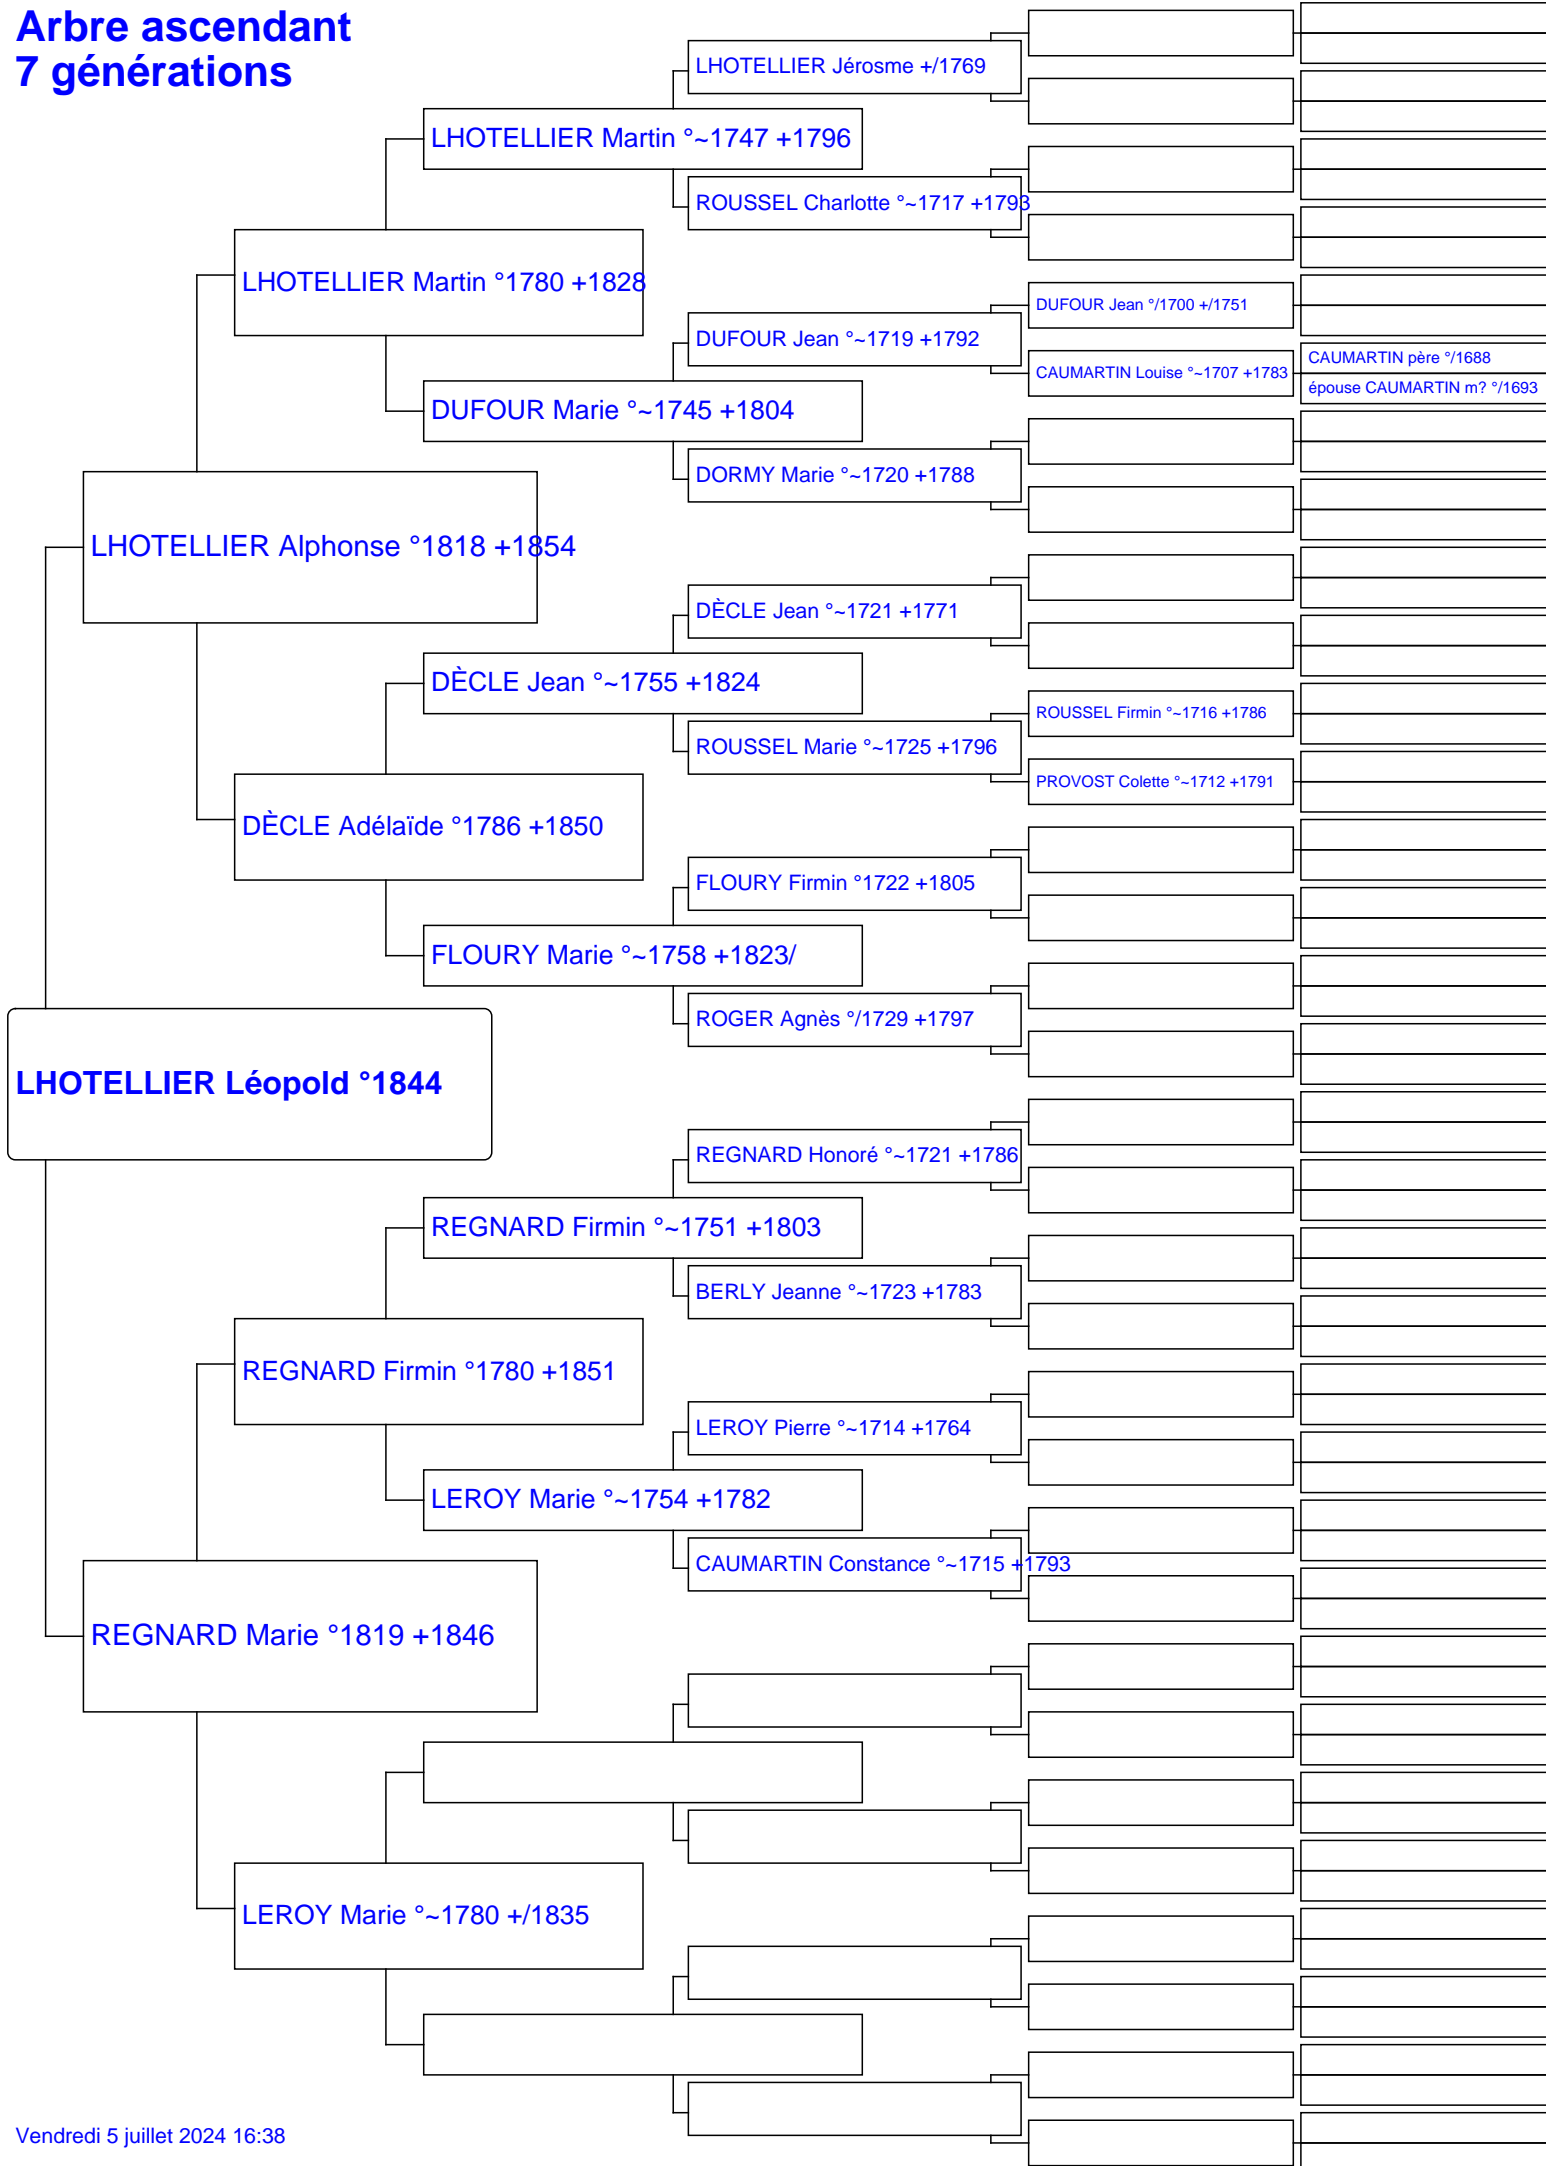 Arbre ascendant
7 générations
LHOTELLIER Jérosme +/1769
LHOTELLIER Martin °~1747 +1796
ROUSSEL Charlotte °~1717 +1793
LHOTELLIER Martin °1780 +1828
DUFOUR Jean °/1700 +/1751
DUFOUR Jean °~1719 +1792
CAUMARTIN Louise °~1707 +1783
CAUMARTIN père °/1688
épouse CAUMARTIN m? °/1693
DUFOUR Marie °~1745 +1804
DORMY Marie °~1720 +1788
LHOTELLIER Alphonse °1818 +1854
DÈCLE Jean °~1721 +1771
DÈCLE Jean °~1755 +1824
ROUSSEL Firmin °~1716 +1786
ROUSSEL Marie °~1725 +1796
PROVOST Colette °~1712 +1791
DÈCLE Adélaïde °1786 +1850
FLOURY Firmin °1722 +1805
FLOURY Marie °~1758 +1823/
ROGER Agnès °/1729 +1797
LHOTELLIER Léopold °1844
REGNARD Honoré °~1721 +1786
REGNARD Firmin °~1751 +1803
BERLY Jeanne °~1723 +1783
REGNARD Firmin °1780 +1851
LEROY Pierre °~1714 +1764
LEROY Marie °~1754 +1782
CAUMARTIN Constance °~1715 +1793
REGNARD Marie °1819 +1846
LEROY Marie °~1780 +/1835
Vendredi 5 juillet 2024 16:38